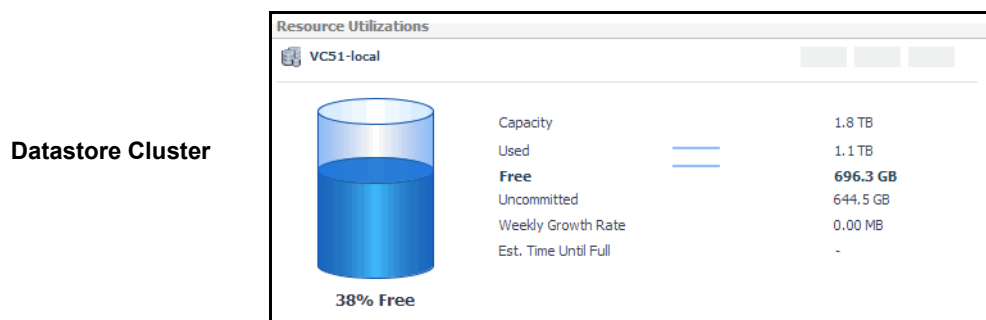 Resource Utilizations
VC51-local
Datastore Cluster
Capacity 1.8 TB
Used 1.1 TB
Free 696.3 GB
Uncommitted 644.5 GB
Weekly Growth Rate 0.00 MB
Est. Time Until Full -
38% Free